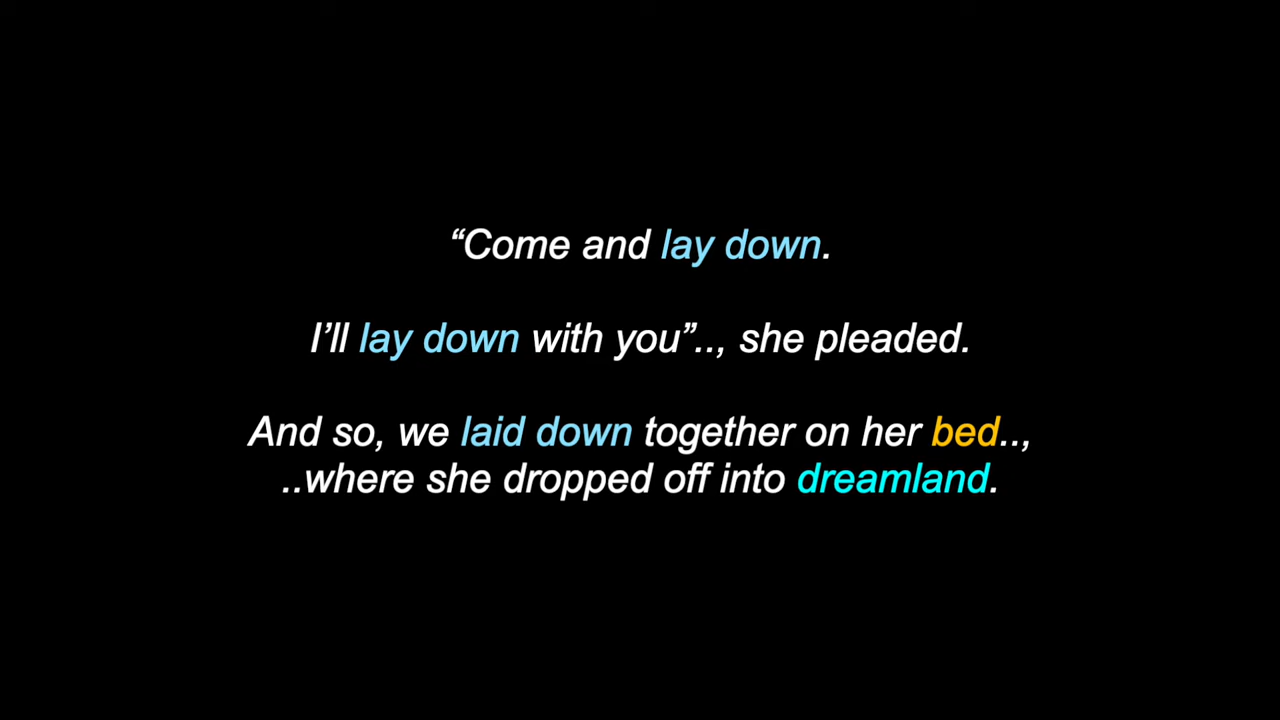 “Come and lay down.
I’ll lay down with you”.., she pleaded.
And so, we laid down together on her bed..,
..where she dropped off into dreamland.